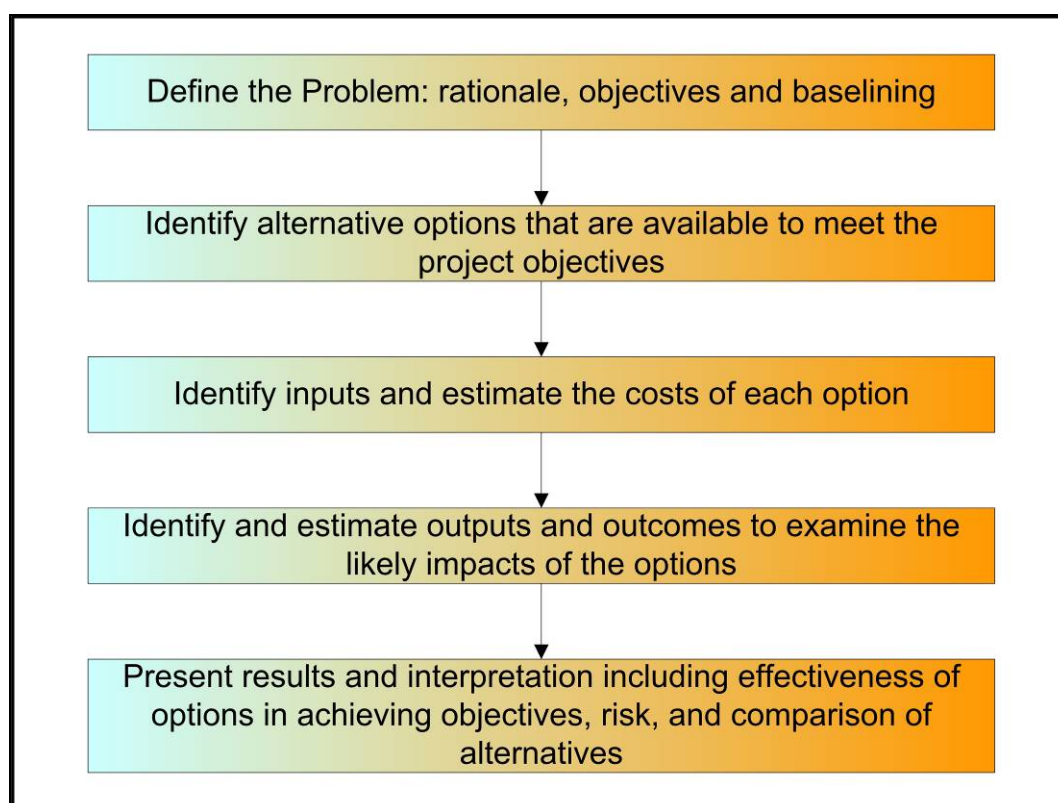 Define the Problem: rationale, objectives and baselining
Identify alternative options that are available to meet the
project objectives
Identify inputs and estimate the costs of each option
Identify and estimate outputs and outcomes to examine the
likely impacts of the options
Present results and interpretation including effectiveness of
options in achieving objectives, risk, and comparison of
alternatives